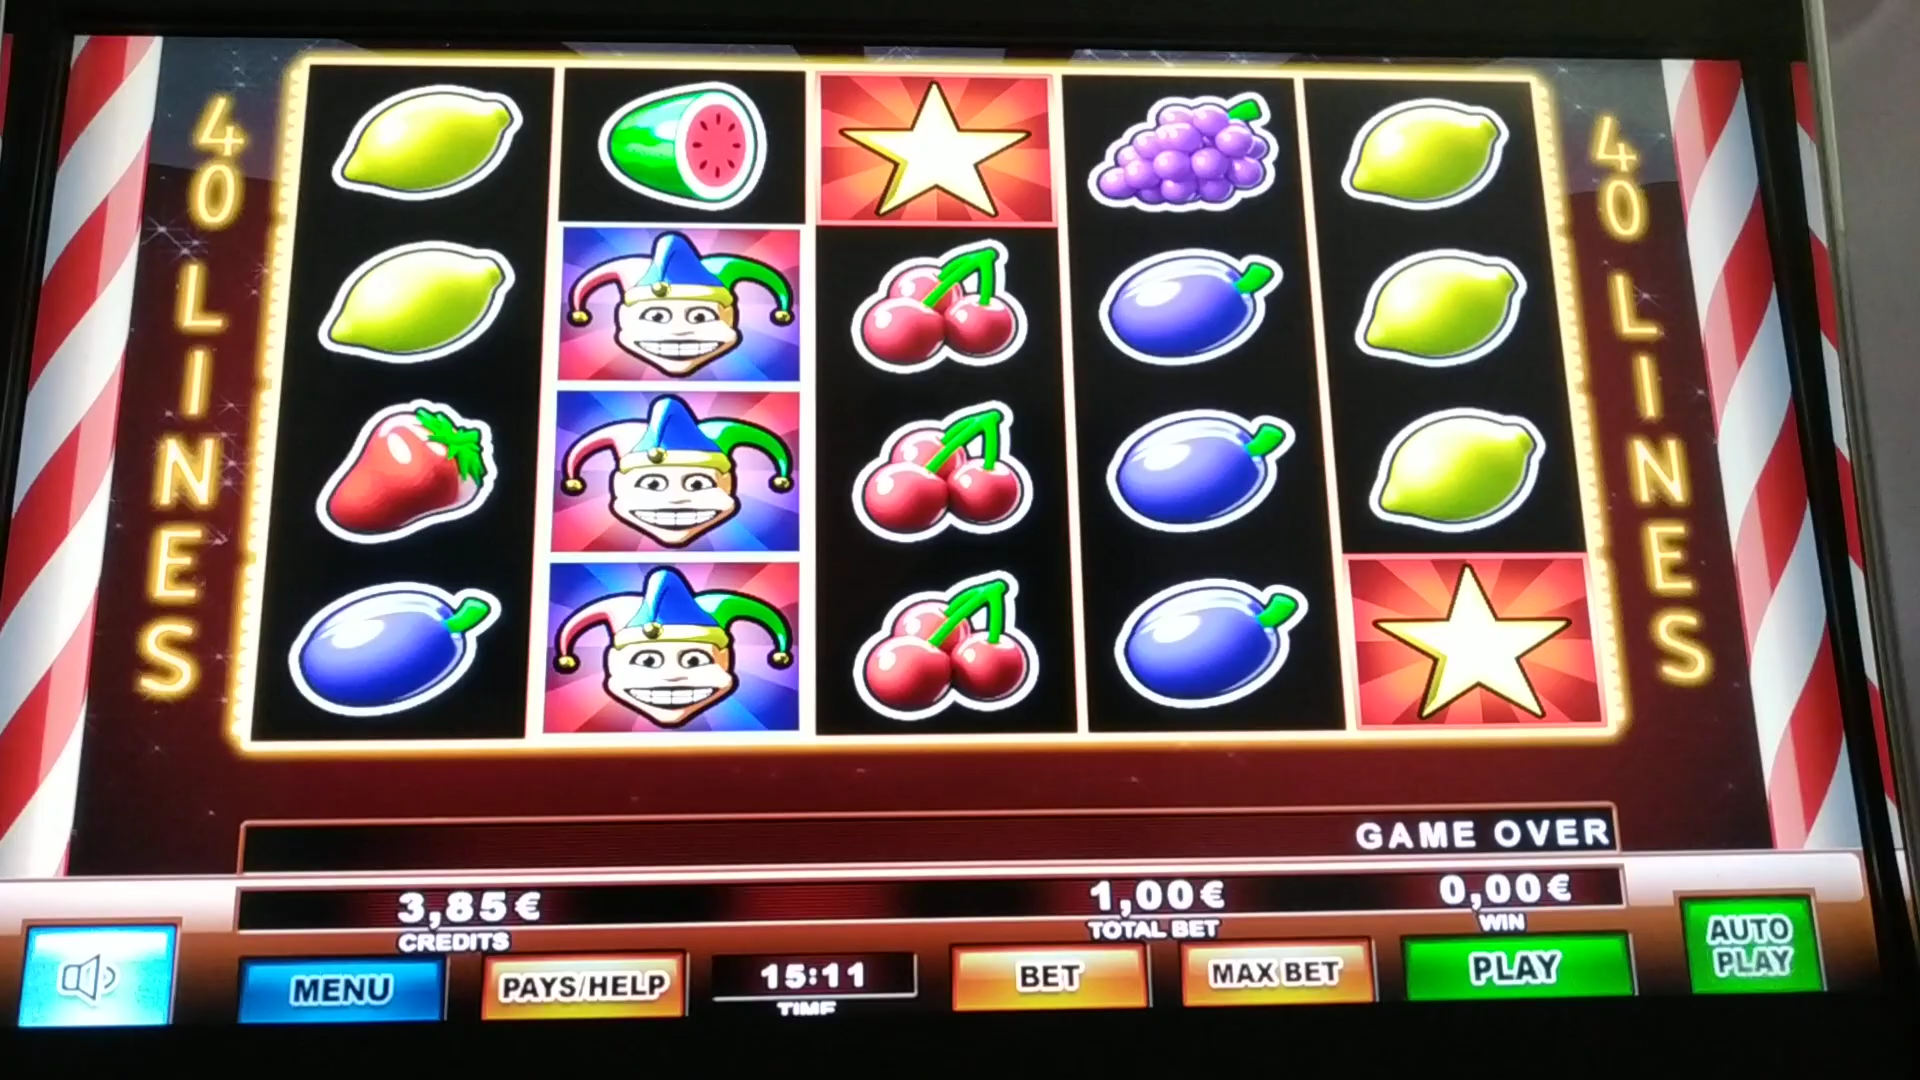 40 LINES
40 LINES
GAME OVER
3,85€
CREDITS
1,00€
TOTAL BET
0,00€
WIN
MENU
PAYS/HELP
15:11
TIME
BET
MAX BET
PLAY
AUTO
PLAY